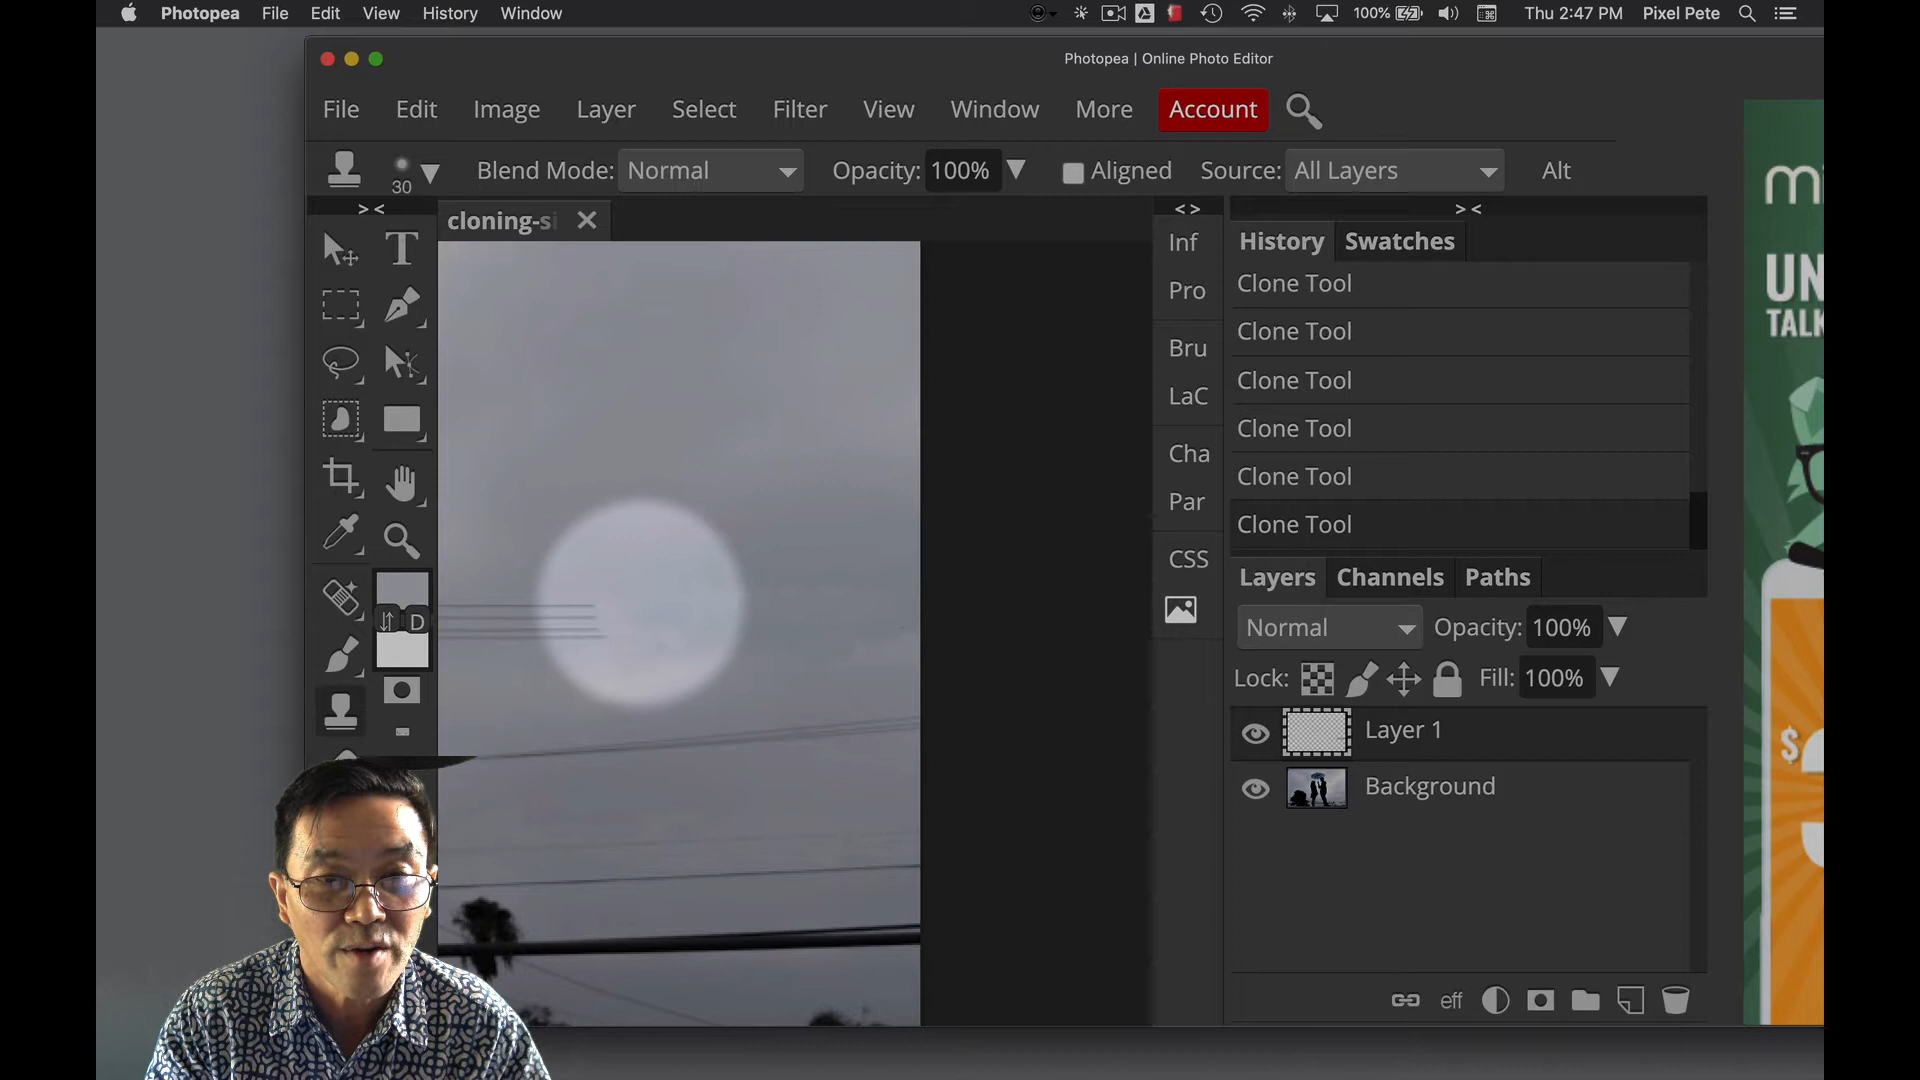 Photopea File Edit View History Window 100% Thu 2:47 PM Pixel Pete
Photopea | Online Photo Editor
File Edit Image Layer Select Filter View Window More Account
30 Blend Mode: Normal Opacity: 100% Aligned Source: All Layers Alt
> < < > > <
cloning-si
T
D
Inf
Pro
Bru
LaC
Cha
Par
CSS
History Swatches
Clone Tool
Clone Tool
Clone Tool
Clone Tool
Clone Tool
Clone Tool
Layers Channels Paths
Normal Opacity: 100%
Lock: Fill: 100%
Layer 1
Background
eff
mi
UN
TALK
$